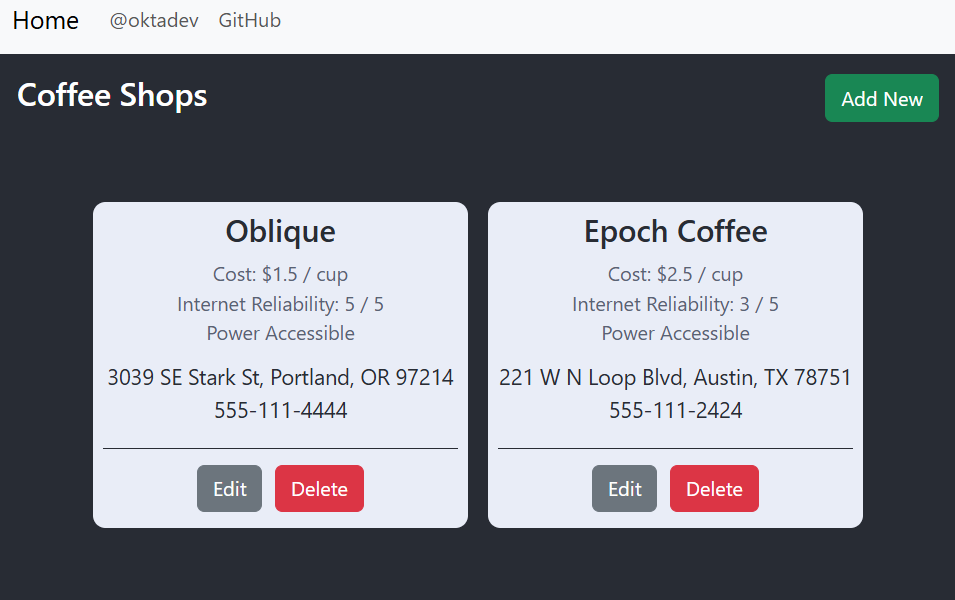 Home @oktadev GitHub
Coffee Shops
Add New
Oblique
Cost: $1.5 / cup
Internet Reliability: 5 / 5
Power Accessible
3039 SE Stark St, Portland, OR 97214
555-111-4444
Edit Delete
Epoch Coffee
Cost: $2.5 / cup
Internet Reliability: 3 / 5
Power Accessible
221 W N Loop Blvd, Austin, TX 78751
555-111-2424
Edit Delete